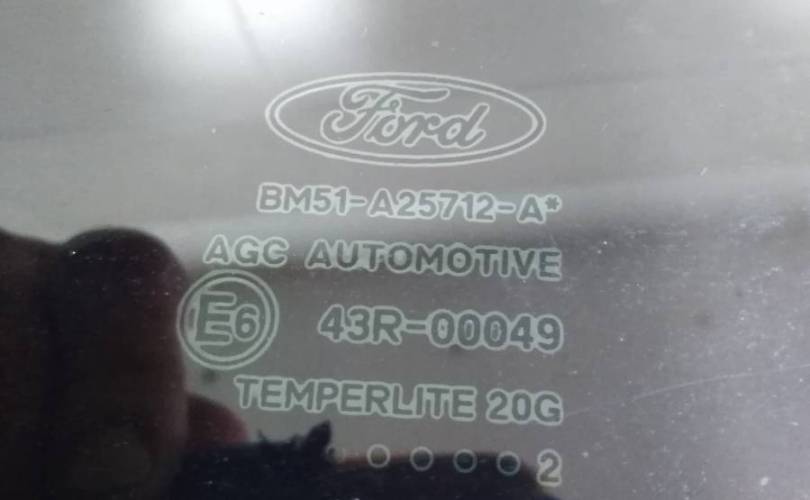 Ford
BM51-A25712-A*
AGC AUTOMOTIVE
E6 43R-00049
TEMPERLITE 20G
2